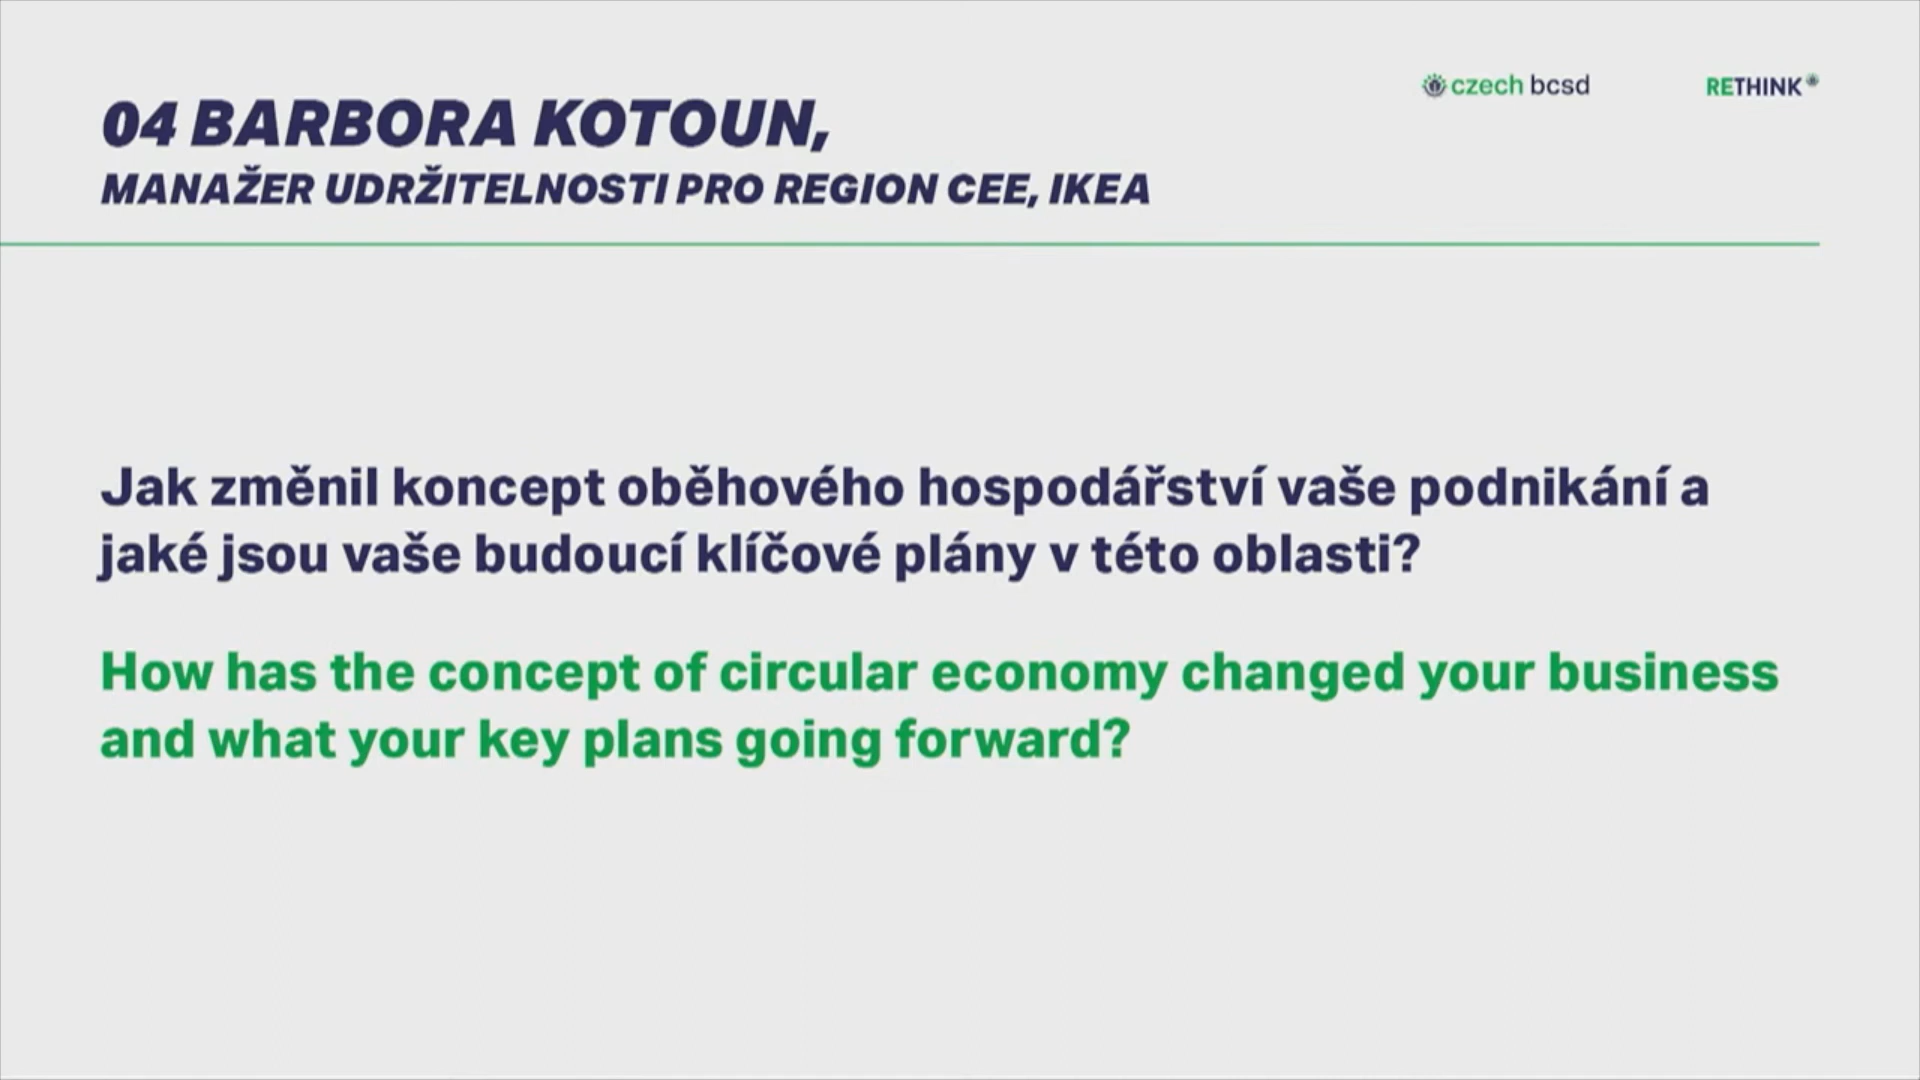 04 BARBORA KOTOUN,
MANAŽER UDRŽITELNOSTI PRO REGION CEE, IKEA
czech bcsd
RETHINK
Jak změnil koncept oběhového hospodářství vaše podnikání a
jaké jsou vaše budoucí klíčové plány v této oblasti?
How has the concept of circular economy changed your business
and what your key plans going forward?